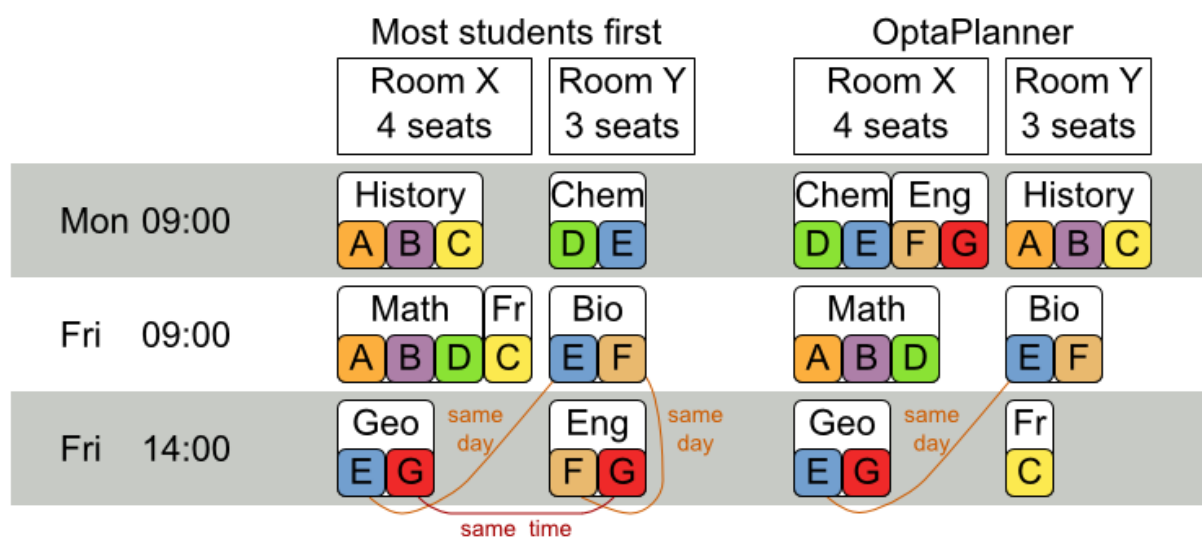 Most students first OptaPlanner
Room X Room Y Room X Room Y
4 seats 3 seats 4 seats 3 seats
History Chem Chem Eng History
Mon 09:00 A B C D E D E F G A B C
Math Fr Bio Math Bio
Fri 09:00 A B D C E F A B D E F
Geo same day Eng same day Geo same day Fr
Fri 14:00 E G F G E G C
same time